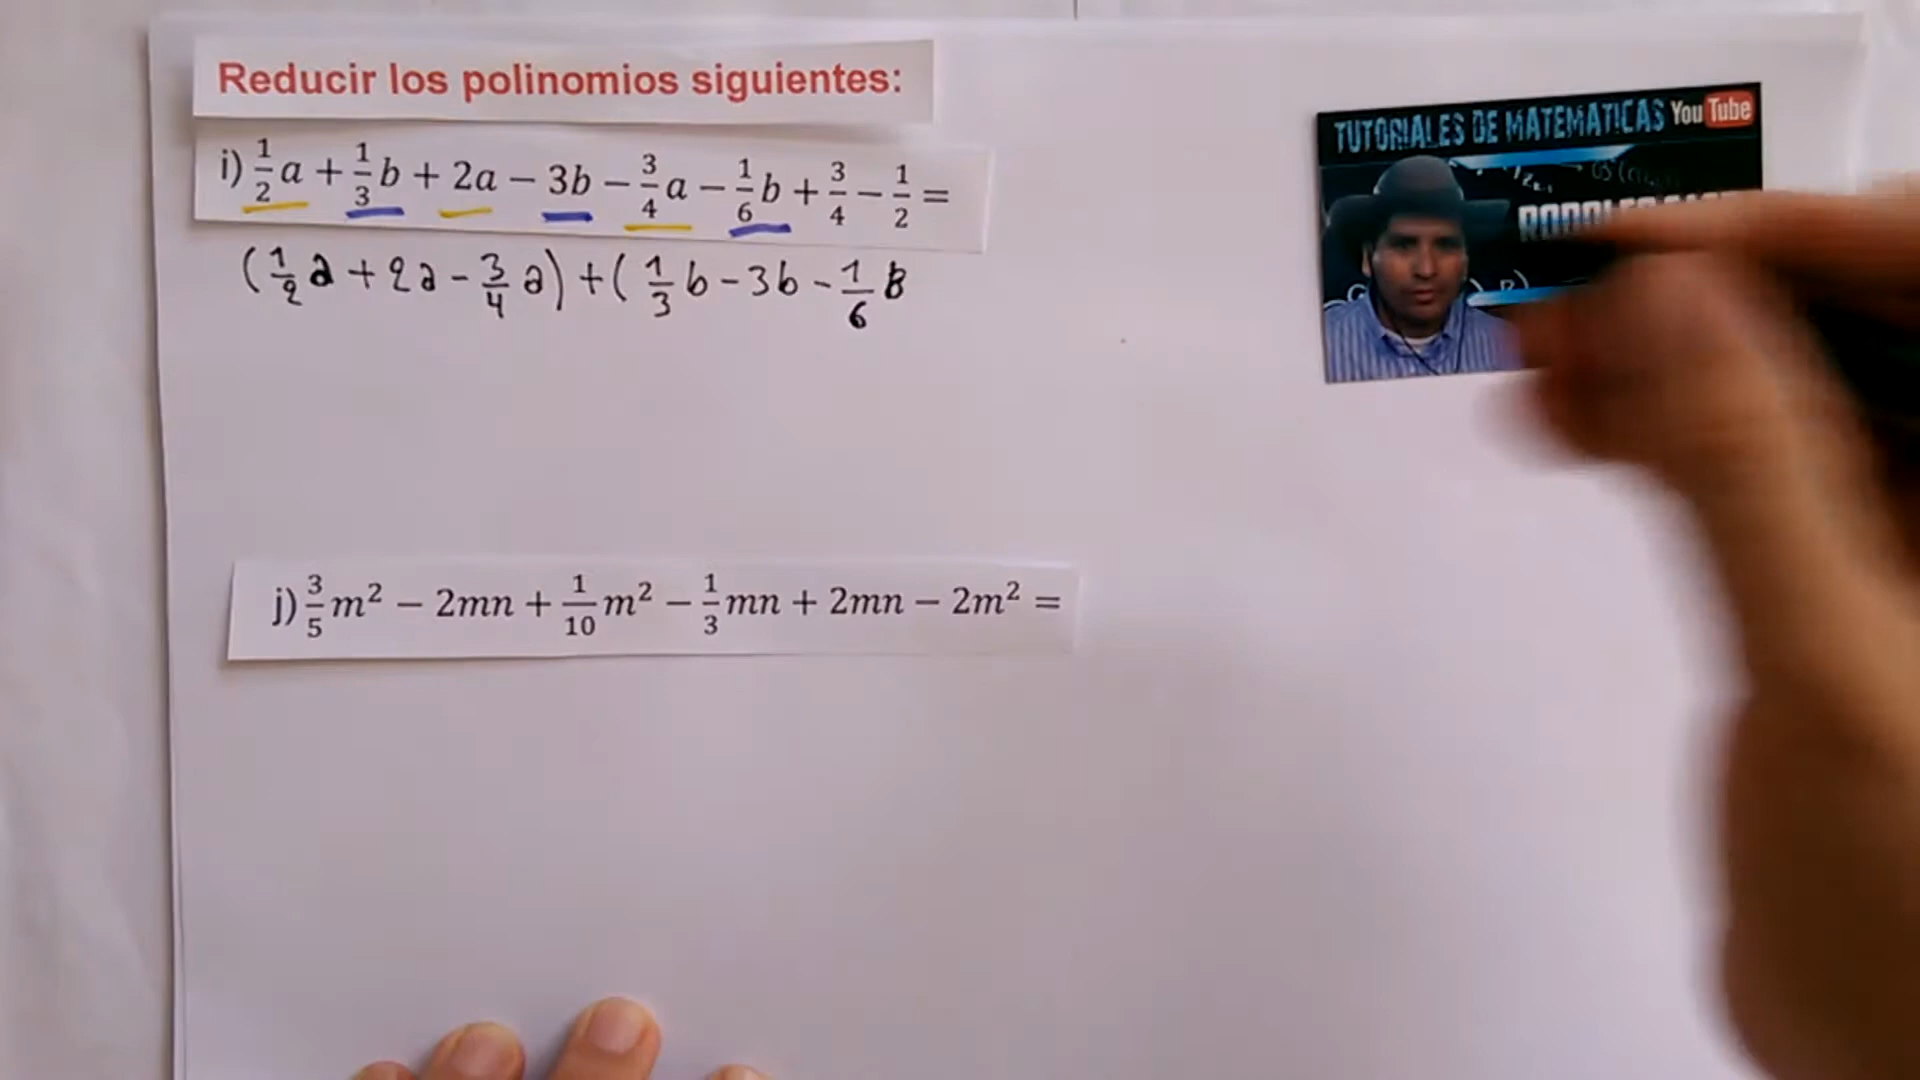 Reducir los polinomios siguientes:
i) 1/2 a + 1/3 b + 2a − 3b − 3/4 a − 1/6 b + 3/4 − 1/2 =
(1/2 a + 2a − 3/4 a) + ( 1/3 b − 3b − 1/6 b
TUTORIALES DE MATEMATICAS YouTube
j) 3/5 m² − 2mn + 1/10 m² − 1/3 mn + 2mn − 2m² =